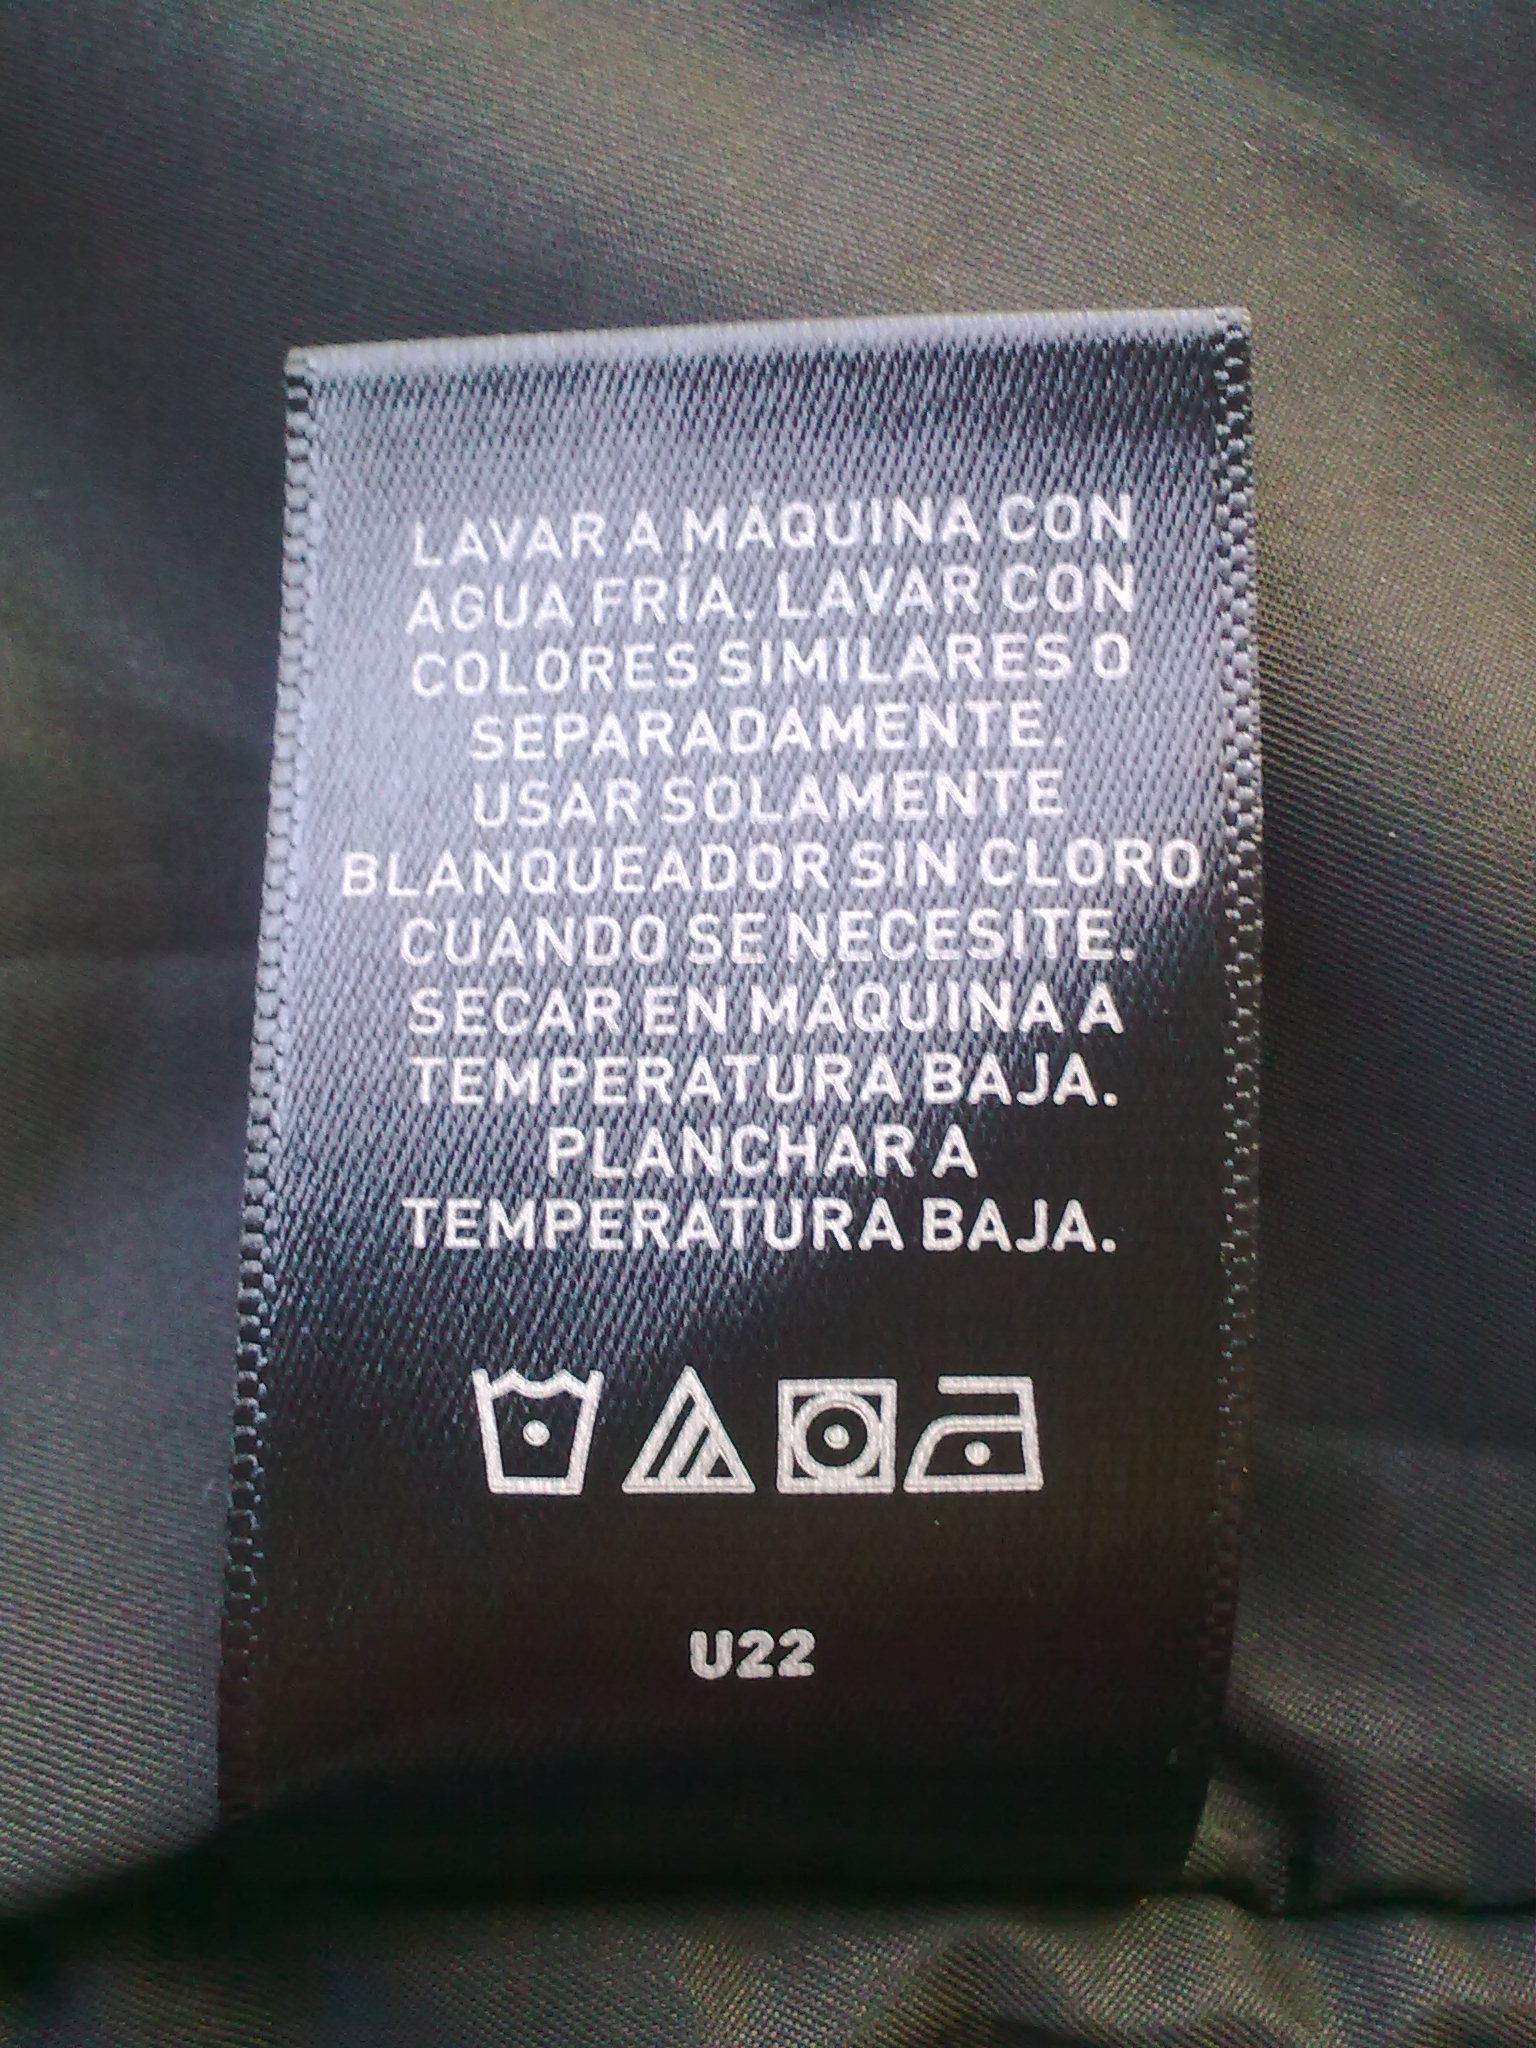 LAVAR A MÁQUINA CON
AGUA FRÍA. LAVAR CON
COLORES SIMILARES O
SEPARADAMENTE.
USAR SOLAMENTE
BLANQUEADOR SIN CLORO
CUANDO SE NECESITE.
SECAR EN MÁQUINA A
TEMPERATURA BAJA.
PLANCHAR A
TEMPERATURA BAJA.
U22